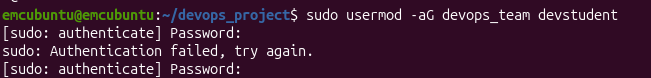 emcubuntu@emcubuntu:~/devops_project$ sudo usermod -aG devops_team devstudent
[sudo: authenticate] Password:
sudo: Authentication failed, try again.
[sudo: authenticate] Password: